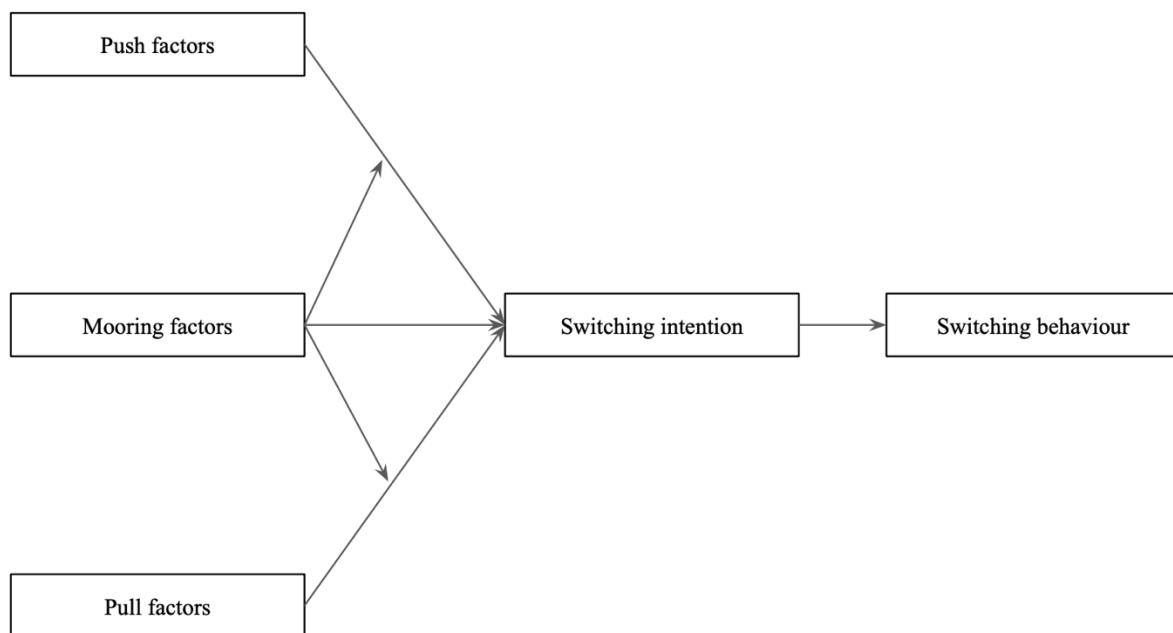 Push factors
Mooring factors
Switching intention
Switching behaviour
Pull factors